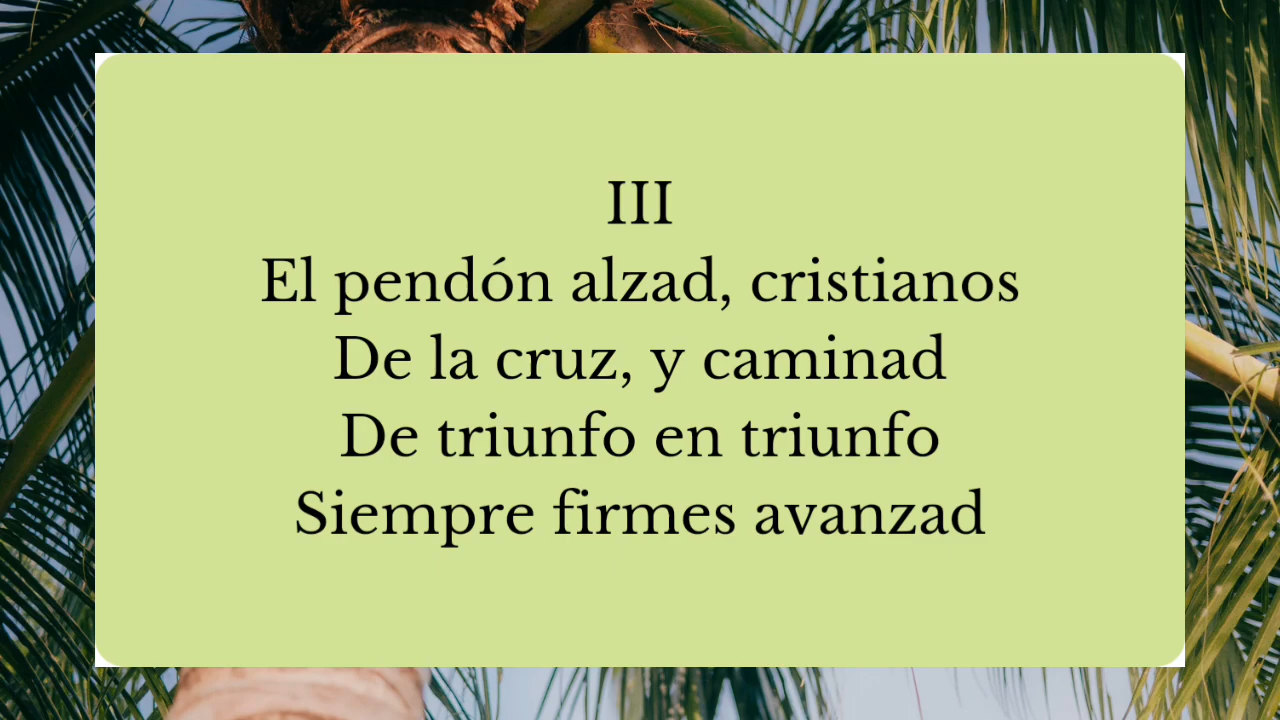 III
El pendón alzad, cristianos
De la cruz, y caminad
De triunfo en triunfo
Siempre firmes avanzad